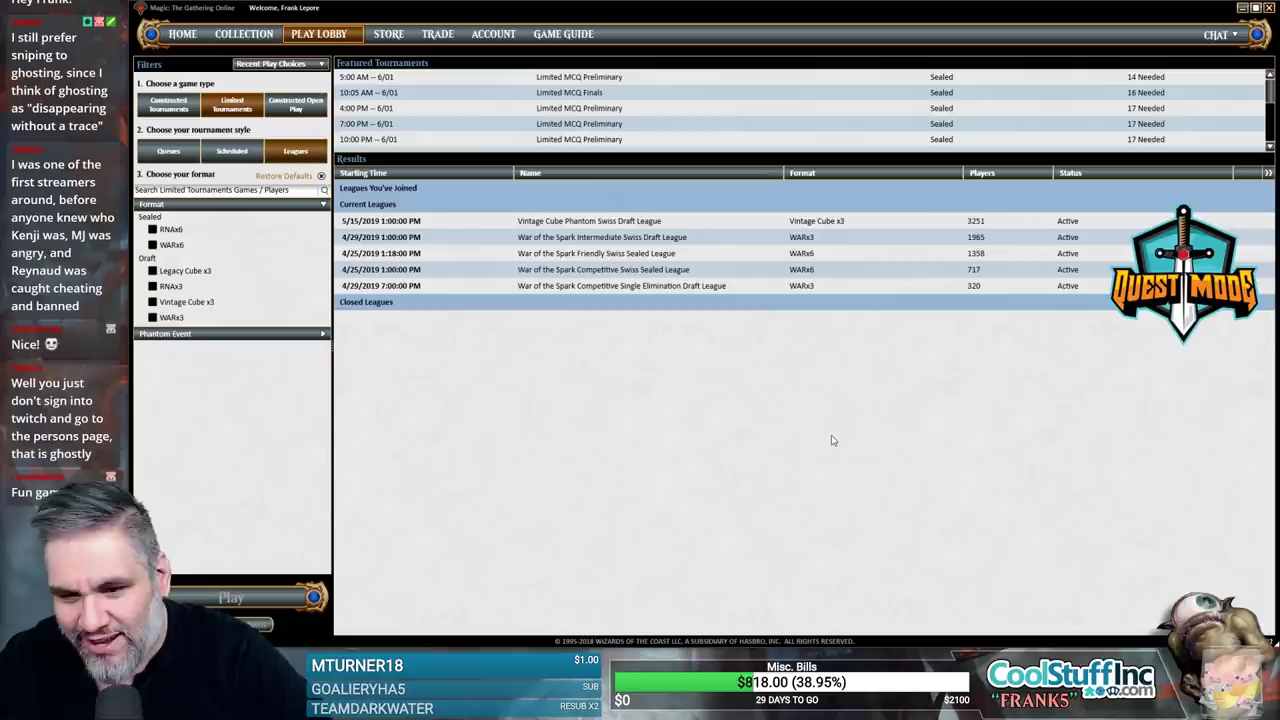 Hey Frank!
I still prefer
sniping to
ghosting, since I
think of ghosting
as "disappearing
without a trace"
I was one of the
first streamers
around, before
anyone knew who
Kenji was, MJ was
angry, and
Reynaud was
caught cheating
and banned
Nice!
Well you just
don't sign into
twitch and go to
the persons page,
that is ghostly
Fun gam
Magic: The Gathering Online Welcome, Frank Lepore
HOME COLLECTION PLAY LOBBY STORE TRADE ACCOUNT GAME GUIDE CHAT
Filters Recent Play Choices
1. Choose a game type
Constructed Tournaments Limited Tournaments Constructed Open Play
2. Choose your tournament style
Queues Scheduled Leagues
3. Choose your format Restore Defaults
Search Limited Tournaments Games / Players
Format
Sealed
RNAx6
WARx6
Draft
Legacy Cube x3
RNAx3
Vintage Cube x3
WARx3
Phantom Event
Play
Featured Tournaments
5:00 AM -- 6/01 Limited MCQ Preliminary Sealed 14 Needed
10:05 AM -- 6/01 Limited MCQ Finals Sealed 16 Needed
4:00 PM -- 6/01 Limited MCQ Preliminary Sealed 17 Needed
7:00 PM -- 6/01 Limited MCQ Preliminary Sealed 17 Needed
10:00 PM -- 6/01 Limited MCQ Preliminary Sealed 17 Needed
Results
Starting Time Name Format Players Status
Leagues You've Joined
Current Leagues
5/15/2019 1:00:00 PM Vintage Cube Phantom Swiss Draft League Vintage Cube x3 3251 Active
4/29/2019 1:00:00 PM War of the Spark Intermediate Swiss Draft League WARx3 1965 Active
4/25/2019 1:18:00 PM War of the Spark Friendly Swiss Sealed League WARx6 1358 Active
4/25/2019 1:00:00 PM War of the Spark Competitive Swiss Sealed League WARx6 717 Active
4/29/2019 7:00:00 PM War of the Spark Competitive Single Elimination Draft League WARx3 320 Active
Closed Leagues
QUEST MODE
© 1995-2018 WIZARDS OF THE COAST LLC, A SUBSIDIARY OF HASBRO, INC. ALL RIGHTS RESERVED.
MTURNER18 $1.00
GOALIERYHA5 SUB
TEAMDARKWATER RESUB X2
Misc. Bills
$818.00 (38.95%)
$0 29 DAYS TO GO $2100
CoolStuffInc
.com
"FRANK5"